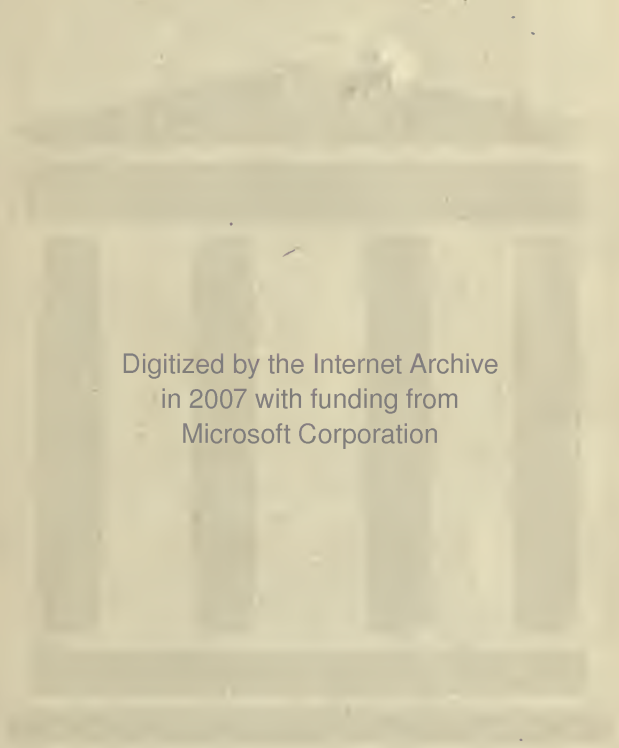 Digitized by the Internet Archive
in 2007 with funding from
Microsoft Corporation